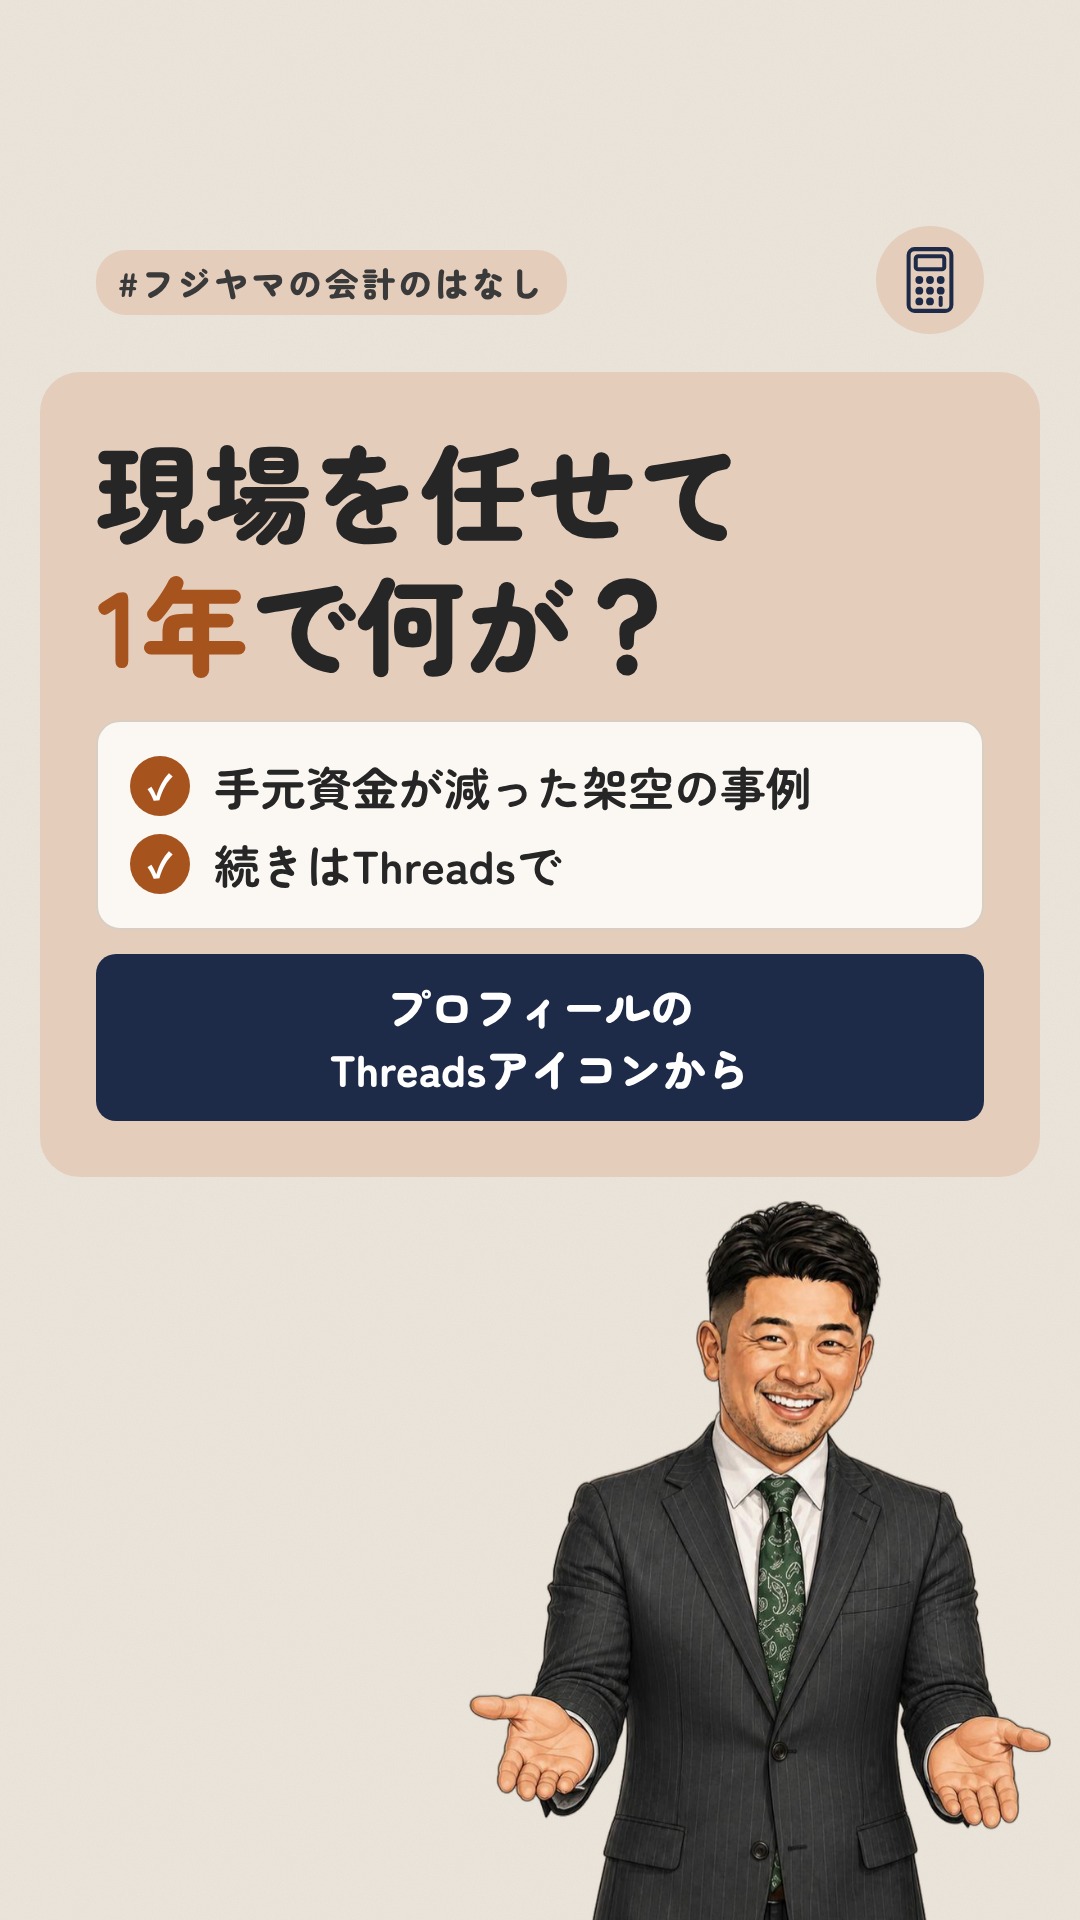 #フジヤマの会計のはなし
現場を任せて
1年で何が？
手元資金が減った架空の事例
続きはThreadsで
プロフィールの
Threadsアイコンから